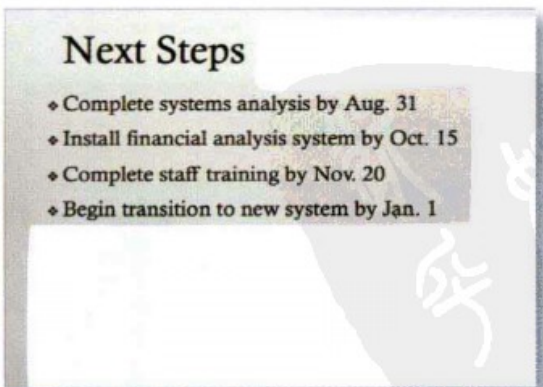 Next Steps
❖ Complete systems analysis by Aug. 31
❖ Install financial analysis system by Oct. 15
❖ Complete staff training by Nov. 20
❖ Begin transition to new system by Jan. 1